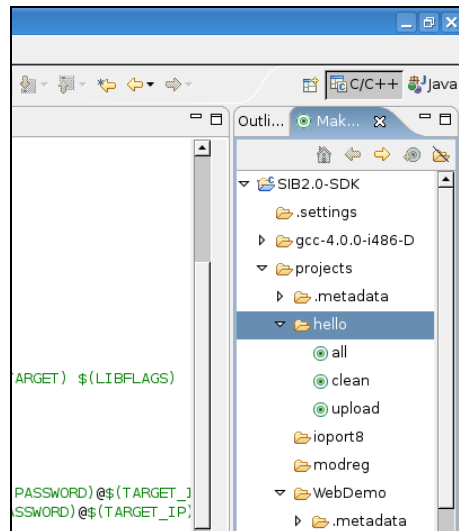 C/C++ Java
Outli... Mak...
SIB2.0-SDK
.settings
gcc-4.0.0-i486-D
projects
.metadata
hello
all
ARGET) $(LIBFLAGS)
clean
upload
ioport8
modreg
PASSWORD)@$(TARGET_I
WebDemo
ASSWORD)@$(TARGET_IP)
.metadata